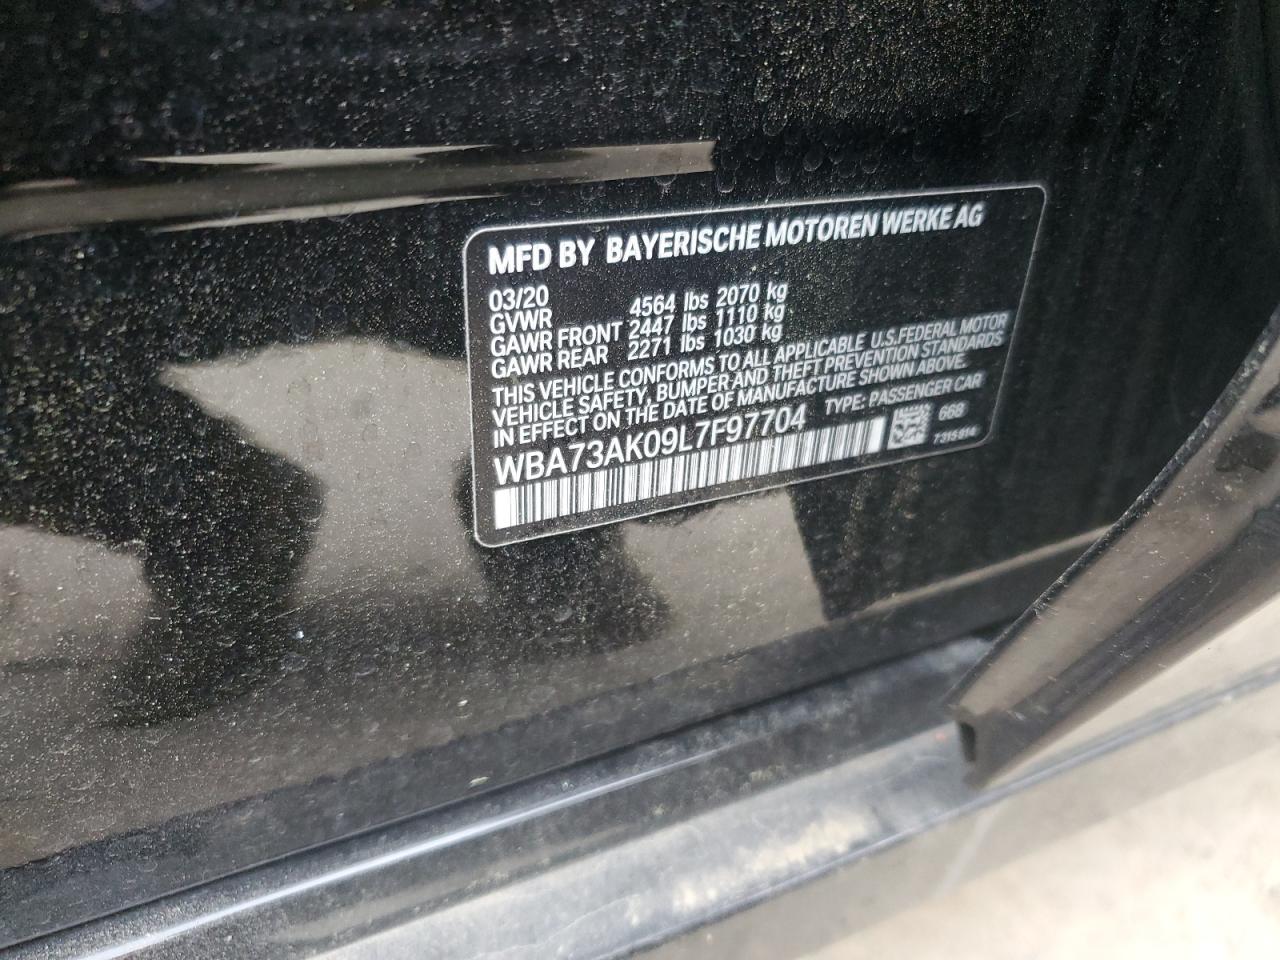 MFD BY BAYERISCHE MOTOREN WERKE AG
03/20
GVWR 4564 lbs 2070 kg
GAWR FRONT 2447 lbs 1110 kg
GAWR REAR 2271 lbs 1030 kg
THIS VEHICLE CONFORMS TO ALL APPLICABLE U.S.FEDERAL MOTOR
VEHICLE SAFETY, BUMPER AND THEFT PREVENTION STANDARDS
IN EFFECT ON THE DATE OF MANUFACTURE SHOWN ABOVE.
WBA73AK09L7F97704 TYPE: PASSENGER CAR
668
7315914